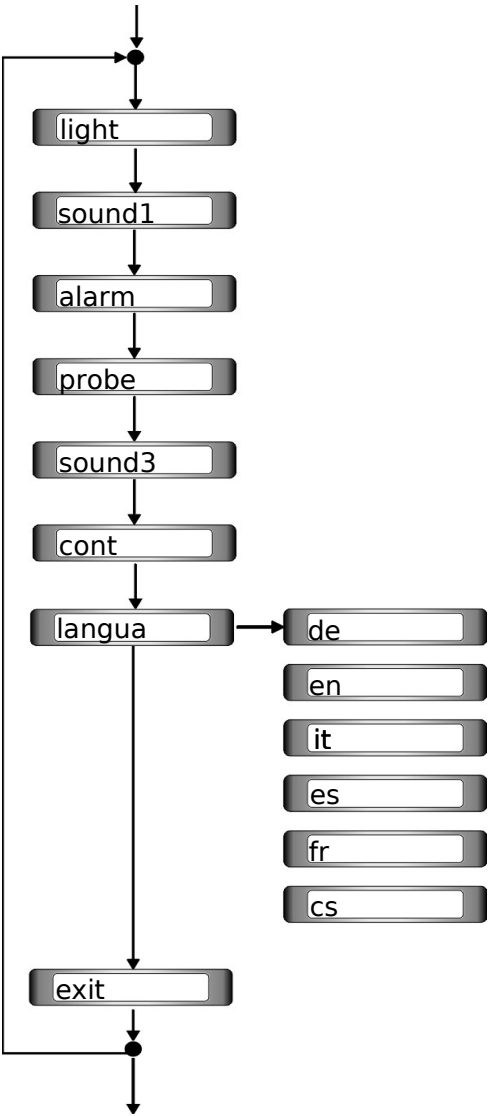 light
sound1
alarm
probe
sound3
cont
langua
de
en
it
es
fr
cs
exit